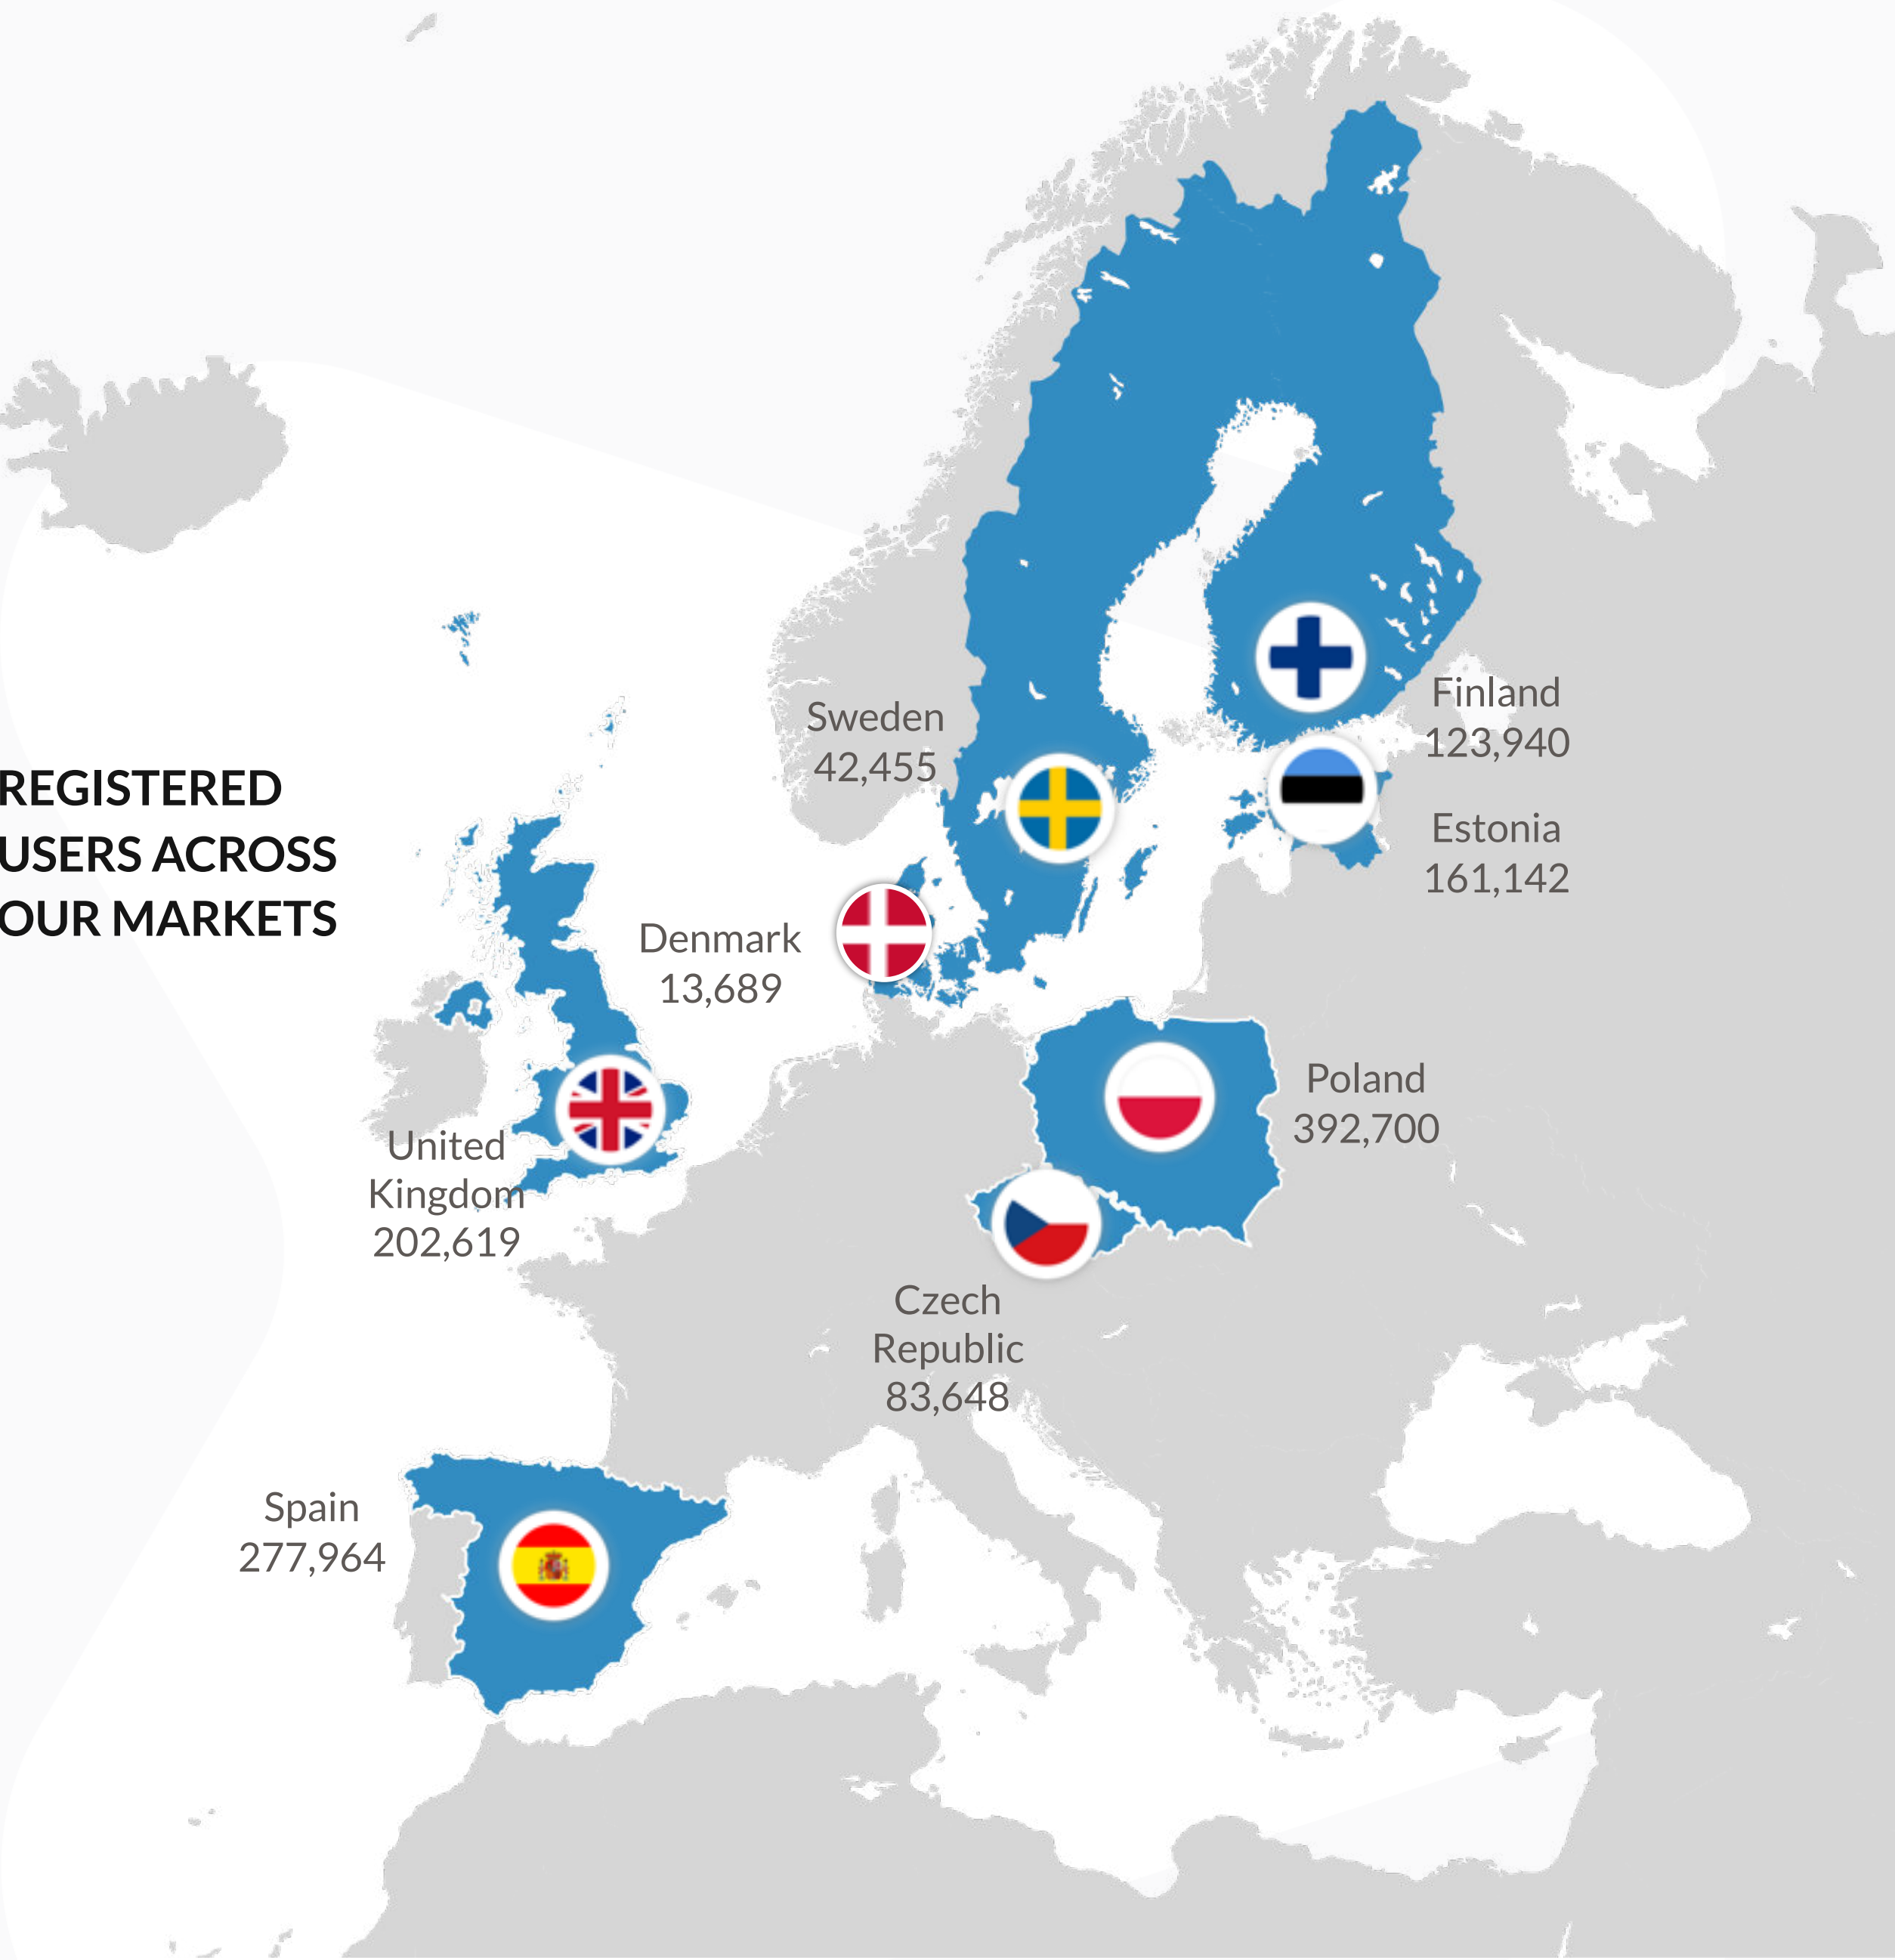 REGISTERED
USERS ACROSS
OUR MARKETS
Sweden
42,455
Finland
123,940
Estonia
161,142
Denmark
13,689
Poland
392,700
United
Kingdom
202,619
Czech
Republic
83,648
Spain
277,964